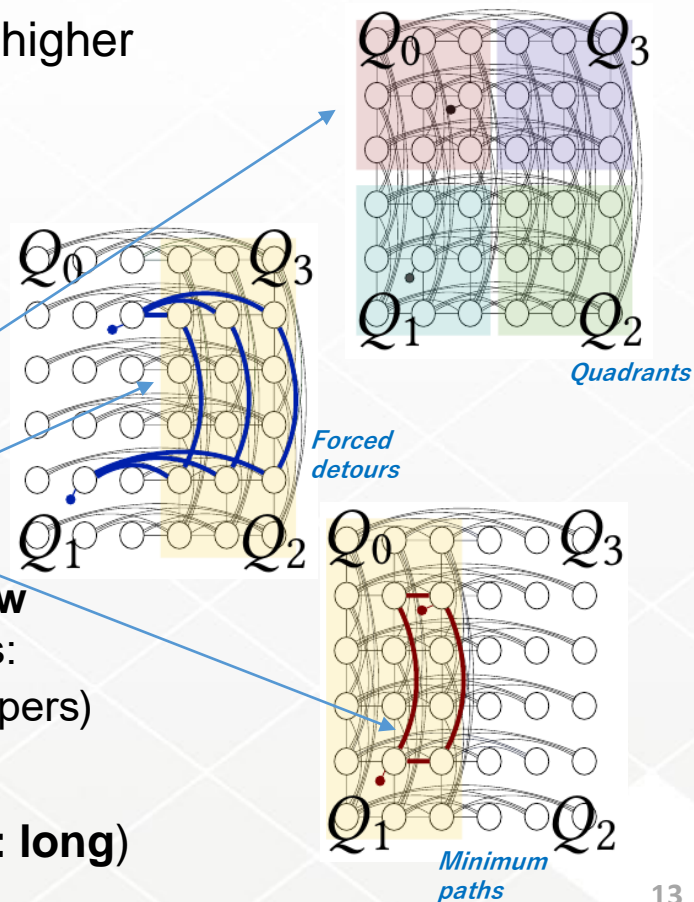 higher
Q0 Q3
Q1 Q2
Quadrants
Q0 Q3
Q1 Q2
Forced
detours
w
s:
pers)
: long)
Q0 Q3
Q1 Q2
Minimum
paths
13